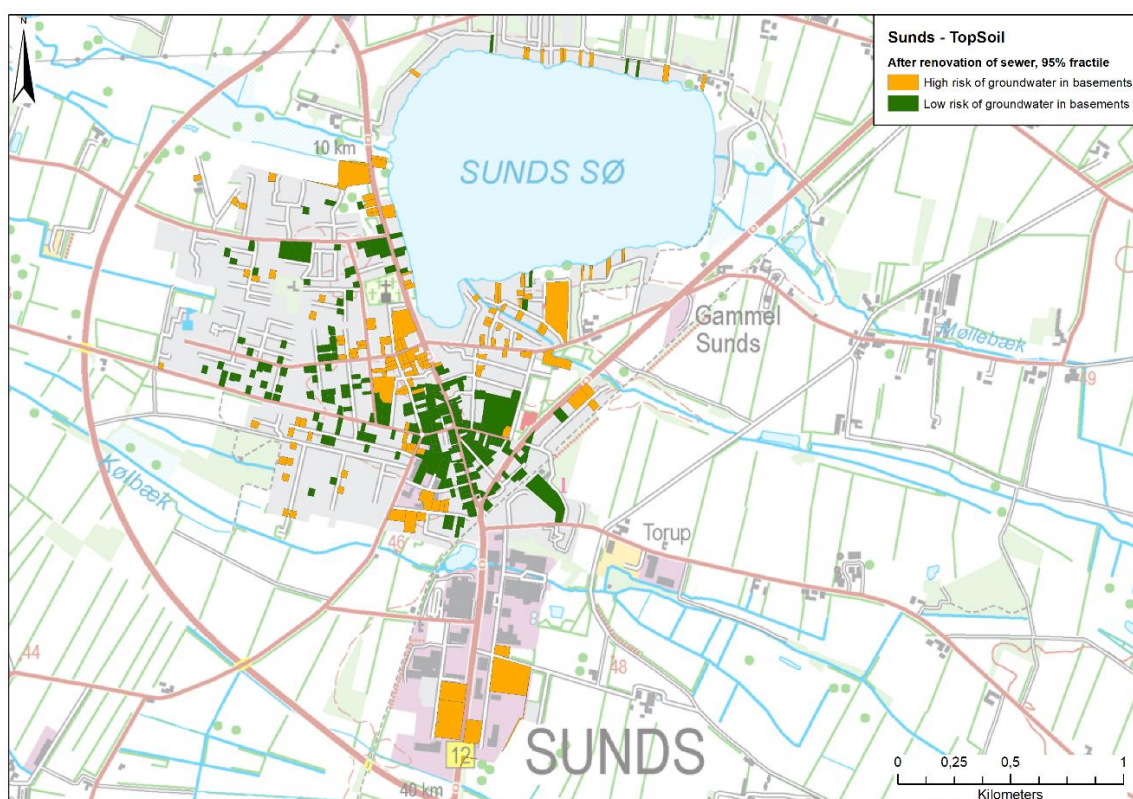 N
Sunds - TopSoil
After renovation of sewer, 95% fractile
High risk of groundwater in basements
Low risk of groundwater in basements
10 km
SUNDS SØ
Gammel
Sunds
Møllebæk
49
Kølbæk
46
Torup
8
44
48
SUNDS
12
40 km
0 0,25 0,5 1
Kilometers